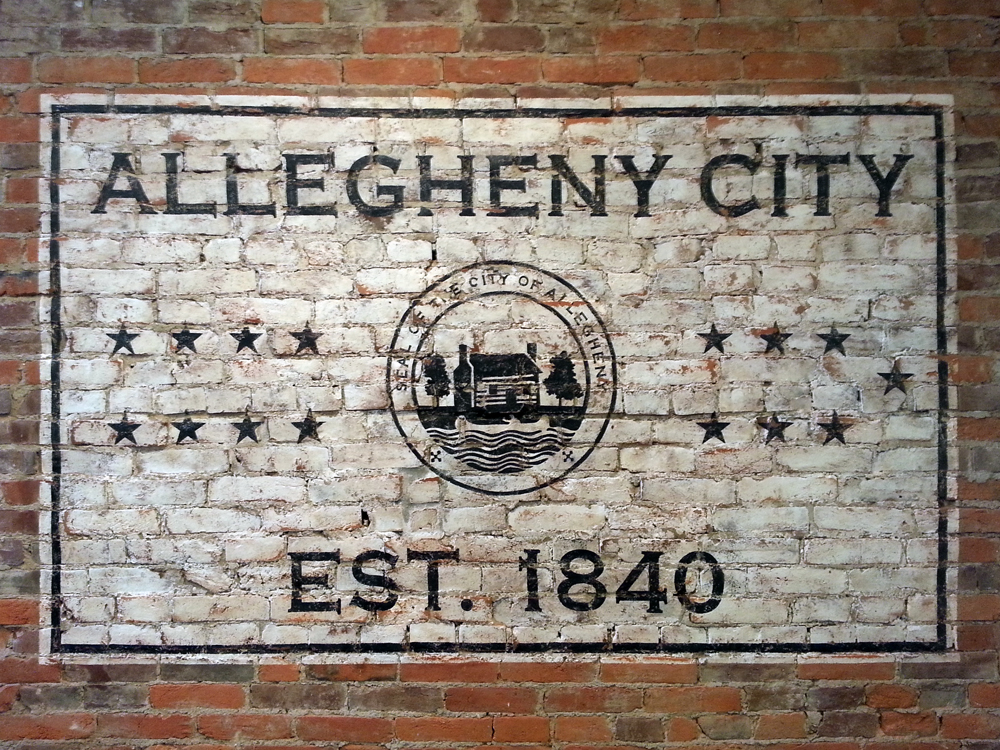 ALLEGHENY CITY
SEAL OF THE CITY OF ALLEGHENY
EST. 1840